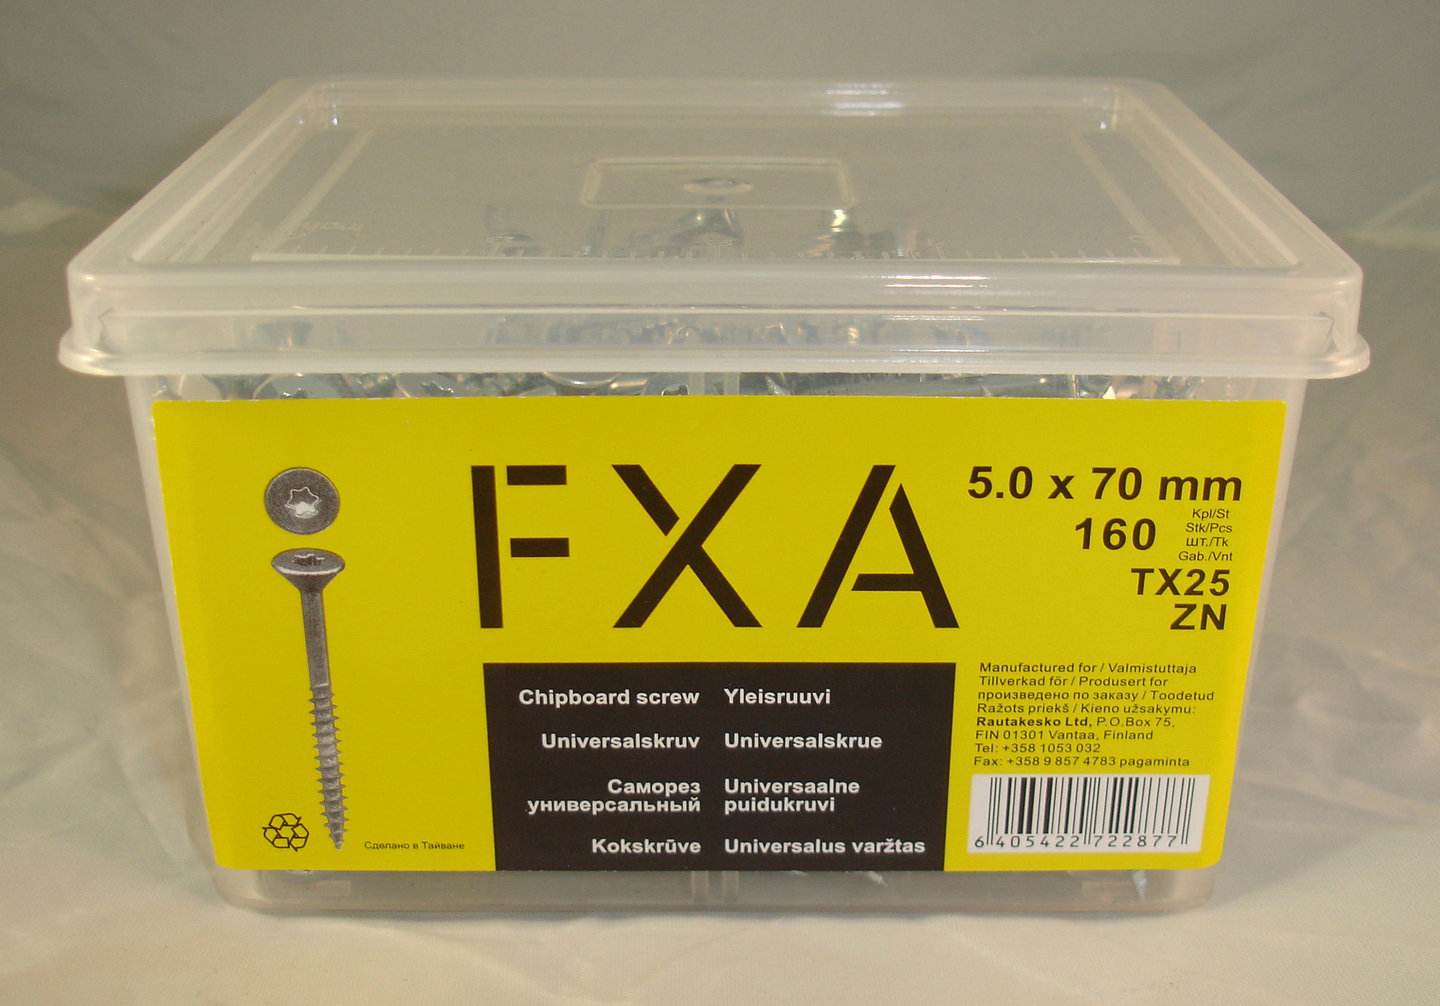 FXA
5.0 x 70 mm
160
Kpl/St
Stk/Pcs
шт./Tk
Gab./Vnt
TX25
ZN
Chipboard screw Yleisruuvi
Universalskruv Universalskrue
Саморез
универсальный
Universaalne
puidukruvi
Kokskrūve Universalus varžtas
Manufactured for / Valmistuttaja
Tillverkad för / Produsert for
произведено по заказу / Toodetud
Ražots priekš / Kieno užsakymu:
Rautakesko Ltd, P.O.Box 75,
FIN 01301 Vantaa, Finland
Tel: +358 1053 032
Fax: +358 9 857 4783 pagaminta
Сделано в Тайване
6 405422 722877